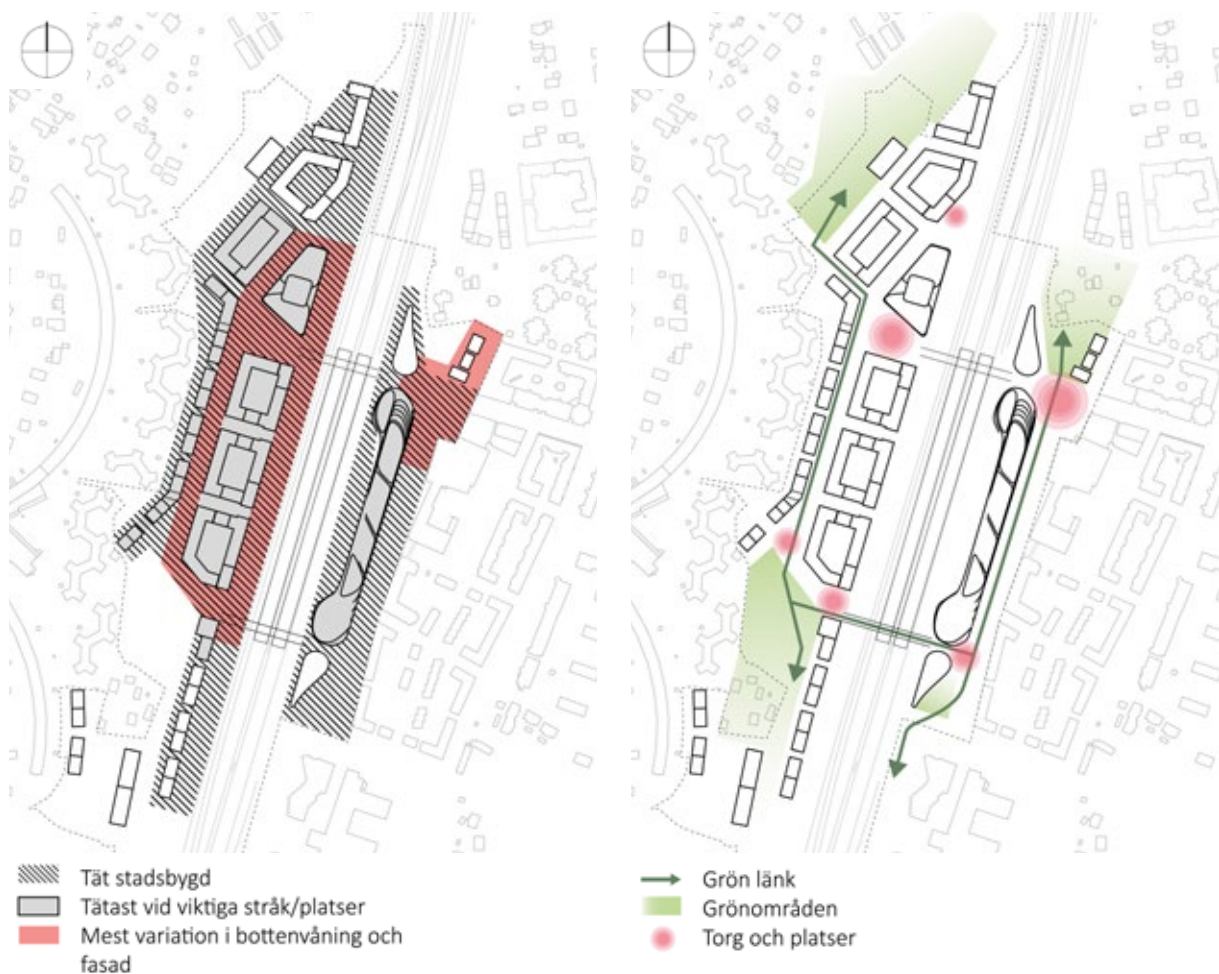 Tät stadsbygd
Tätast vid viktiga stråk/platser
Mest variation i bottenvåning och
fasad
Grön länk
Grönområden
Torg och platser